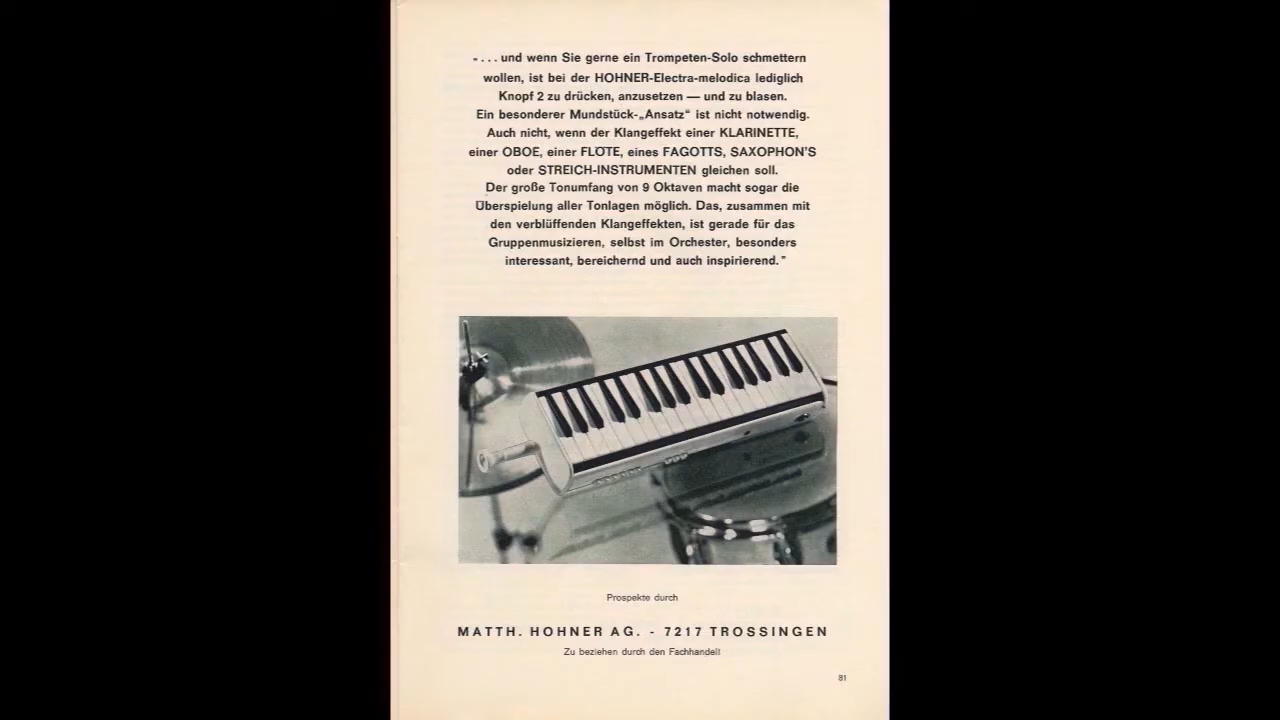 „... und wenn Sie gerne ein Trompeten-Solo schmettern
wollen, ist bei der HOHNER-Electra-melodica lediglich
Knopf 2 zu drücken, anzusetzen — und zu blasen.
Ein besonderer Mundstück-„Ansatz“ ist nicht notwendig.
Auch nicht, wenn der Klangeffekt einer KLARINETTE,
einer OBOE, einer FLÖTE, eines FAGOTTS, SAXOPHON'S
oder STREICH-INSTRUMENTEN gleichen soll.
Der große Tonumfang von 9 Oktaven macht sogar die
Überspielung aller Tonlagen möglich. Das, zusammen mit
den verblüffenden Klangeffekten, ist gerade für das
Gruppenmusizieren, selbst im Orchester, besonders
interessant, bereichernd und auch inspirierend.”
Prospekte durch
MATTH. HOHNER AG. - 7217 TROSSINGEN
Zu beziehen durch den Fachhandel!
81